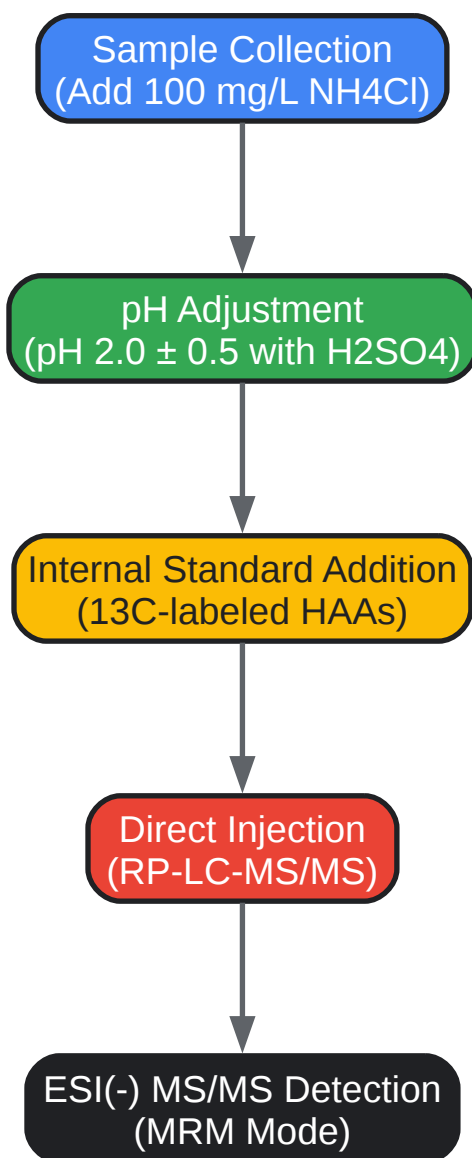 Sample Collection
(Add 100 mg/L NH4Cl)
pH Adjustment
(pH 2.0 ± 0.5 with H2SO4)
Internal Standard Addition
(13C-labeled HAAs)
Direct Injection
(RP-LC-MS/MS)
ESI(-) MS/MS Detection
(MRM Mode)